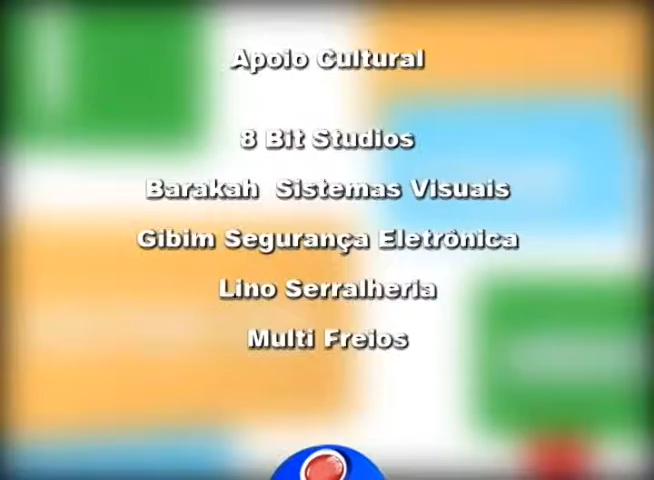 Apoio Cultural
8 Bit Studios
Barakah Sistemas Visuais
Gibim Segurança Eletrônica
Lino Serralheria
Multi Freios